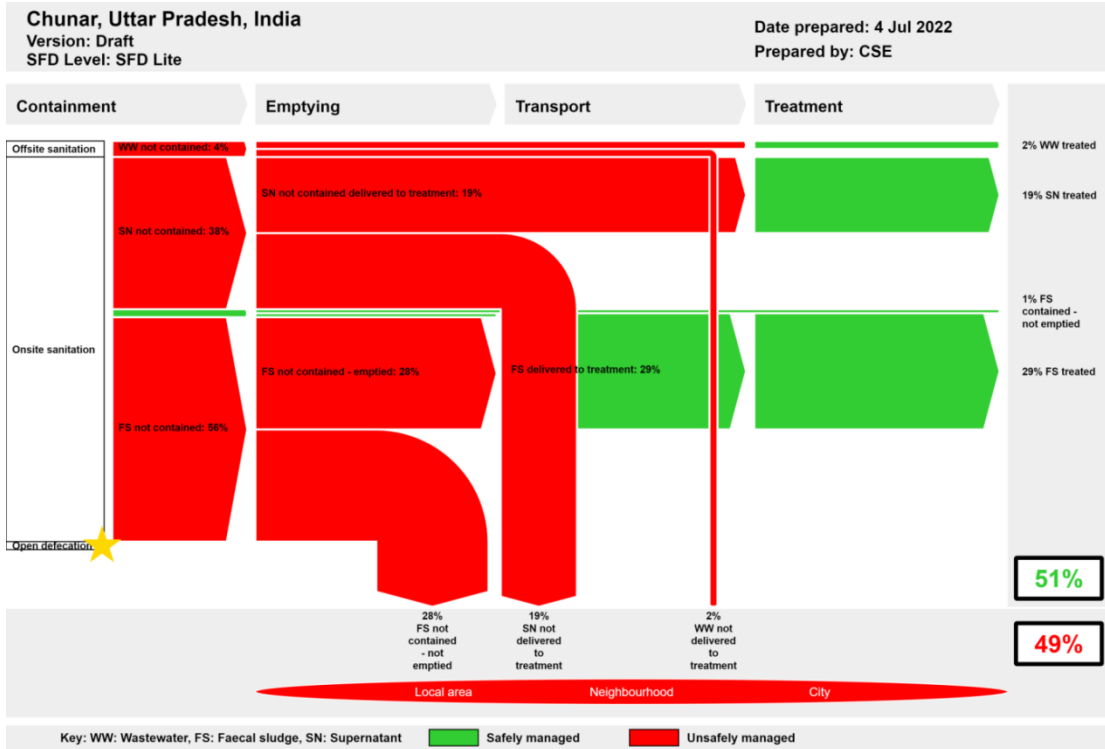 Chunar, Uttar Pradesh, India
Version: Draft
SFD Level: SFD Lite
Date prepared: 4 Jul 2022
Prepared by: CSE
Containment
Emptying
Transport
Treatment
Offsite sanitation
WW not contained: 4%
2% WW treated
SN not contained delivered to treatment: 19%
19% SN treated
SN not contained: 38%
1% FS
contained -
not emptied
Onsite sanitation
FS not contained - emptied: 28%
FS delivered to treatment: 29%
29% FS treated
FS not contained: 56%
Open defecation
51%
28%
FS not
contained
- not
emptied
19%
SN not
delivered
to
treatment
2%
WW not
delivered
to
treatment
49%
Local area
Neighbourhood
City
Key: WW: Wastewater, FS: Faecal sludge, SN: Supernatant
Safely managed
Unsafely managed